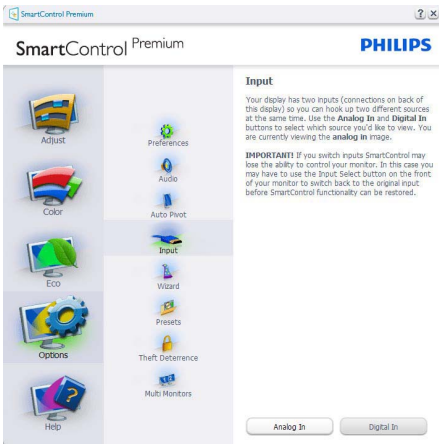 SmartControl Premium
? ×
SmartControl Premium
PHILIPS
Adjust
Color
Eco
Options
Help
Preferences
Audio
Auto Pivot
Input
Wizard
Presets
Theft Deterrence
Multi Monitors
Input
Your display has two inputs (connections on back of
this display) so you can hook up two different sources
at the same time. Use the Analog In and Digital In
buttons to select which source you'd like to view. You
are currently viewing the analog in image.
IMPORTANT! If you switch inputs SmartControl may
lose the ability to control your monitor. In this case you
may have to use the Input Select button on the front
of your monitor to switch back to the original input
before SmartControl functionality can be restored.
Analog In
Digital In